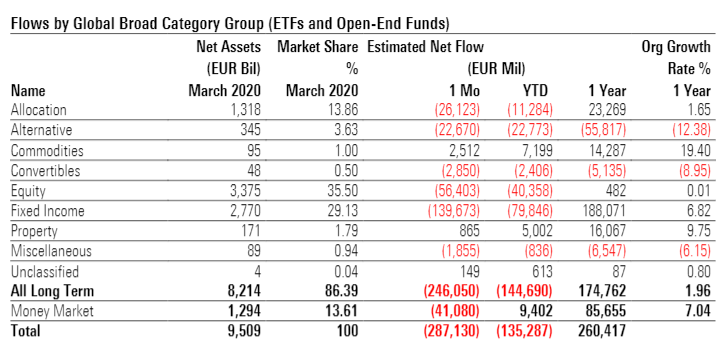 Flows by Global Broad Category Group (ETFs and Open-End Funds)
Net Assets Market Share Estimated Net Flow Org Growth
(EUR Bil) % (EUR Mil) Rate %
Name March 2020 March 2020 1 Mo YTD 1 Year 1 Year
Allocation 1,318 13.86 (26,123) (11,284) 23,269 1.65
Alternative 345 3.63 (22,670) (22,773) (55,817) (12.38)
Commodities 95 1.00 2,512 7,199 14,287 19.40
Convertibles 48 0.50 (2,850) (2,406) (5,135) (8.95)
Equity 3,375 35.50 (56,403) (40,358) 482 0.01
Fixed Income 2,770 29.13 (139,673) (79,846) 188,071 6.82
Property 171 1.79 865 5,002 16,067 9.75
Miscellaneous 89 0.94 (1,855) (836) (6,547) (6.15)
Unclassified 4 0.04 149 613 87 0.80
All Long Term 8,214 86.39 (246,050) (144,690) 174,762 1.96
Money Market 1,294 13.61 (41,080) 9,402 85,655 7.04
Total 9,509 100 (287,130) (135,287) 260,417